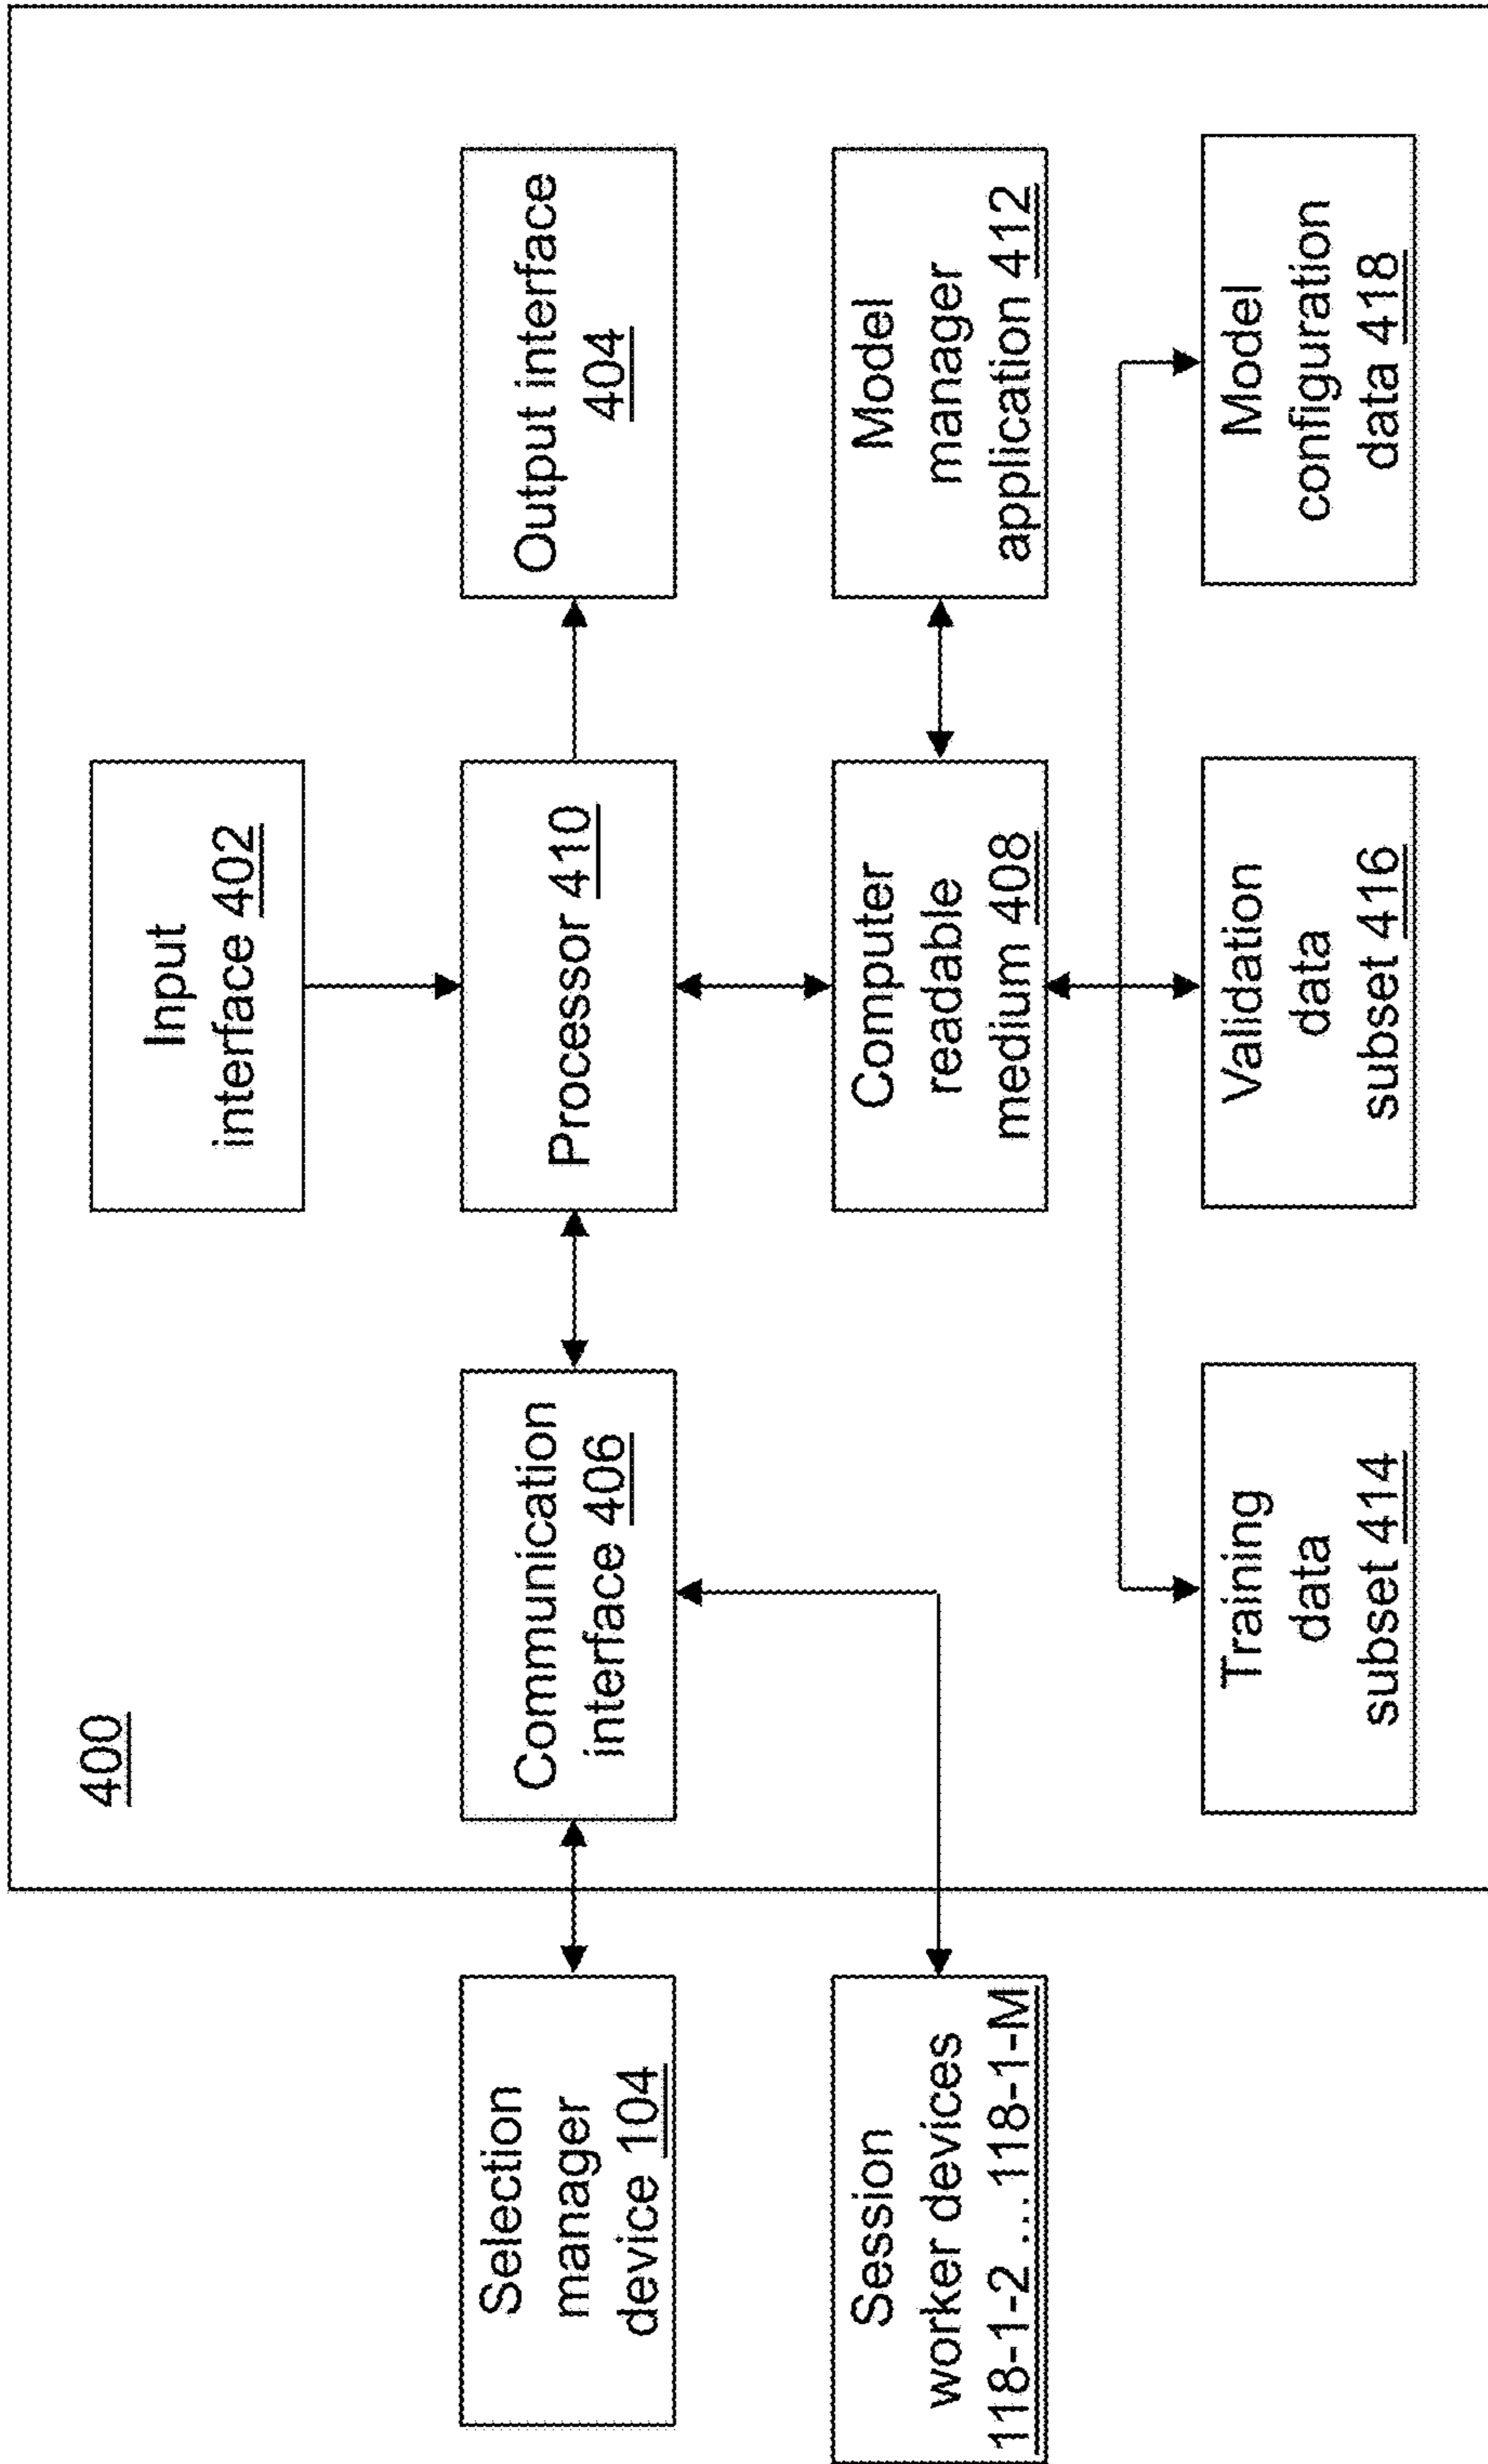 400
Input
interface 402
Selection
manager
device 104
Communication
interface 406
Processor 410
Output interface
404
Session
worker devices
118-1-2 ...118-1-M
Computer
readable
medium 408
Model
manager
application 412
Training
data
subset 414
Validation
data
subset 416
Model
configuration
data 418